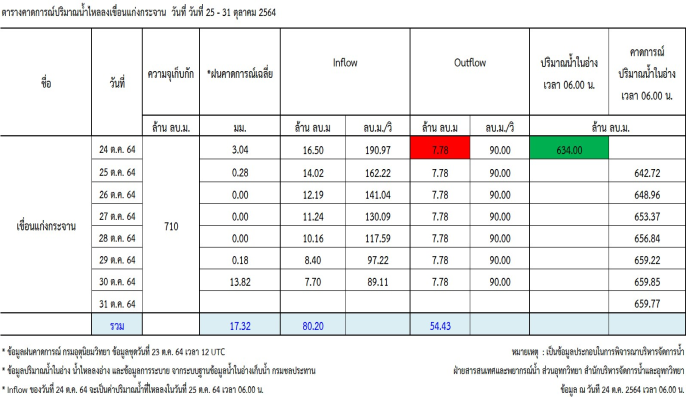 ตารางคาดการณ์ปริมาณน้ำไหลลงเขื่อนแก่งกระจาน วันที่ วันที่ 25 - 31 ตุลาคม 2564
ชื่อ วันที่ ความจุเก็บกัก *ฝนคาดการณ์เฉลี่ย Inflow Outflow ปริมาณน้ำในอ่าง เวลา 06.00 น. คาดการณ์ ปริมาณน้ำในอ่าง เวลา 06.00 น.
ล้าน ลบ.ม. มม. ล้าน ลบ.ม ลบ.ม./วิ ล้าน ลบ.ม ลบ.ม./วิ ล้าน ลบ.ม.
เขื่อนแก่งกระจาน 710
24 ต.ค. 64 3.04 16.50 190.97 7.78 90.00 634.00
25 ต.ค. 64 0.28 14.02 162.22 7.78 90.00 642.72
26 ต.ค. 64 0.00 12.19 141.04 7.78 90.00 648.96
27 ต.ค. 64 0.00 11.24 130.09 7.78 90.00 653.37
28 ต.ค. 64 0.00 10.16 117.59 7.78 90.00 656.84
29 ต.ค. 64 0.18 8.40 97.22 7.78 90.00 659.22
30 ต.ค. 64 13.82 7.70 89.11 7.78 90.00 659.85
31 ต.ค. 64 659.77
รวม 17.32 80.20 54.43
* ข้อมูลฝนคาดการณ์ กรมอุตุนิยมวิทยา ข้อมูลชุดวันที่ 23 ต.ค. 64 เวลา 12 UTC
* ข้อมูลปริมาณน้ำในอ่าง น้ำไหลลงอ่าง และข้อมูลการระบาย จากระบบฐานข้อมูลน้ำในอ่างเก็บน้ำ กรมชลประทาน
* Inflow ของวันที่ 24 ต.ค. 64 จะเป็นค่าปริมาณน้ำที่ไหลลงในวันที่ 25 ต.ค. 64 เวลา 06.00 น.
หมายเหตุ : เป็นข้อมูลประกอบในการพิจารณาบริหารจัดการน้ำ
ฝ่ายสารสนเทศและพยากรณ์น้ำ ส่วนอุทกวิทยา สำนักบริหารจัดการน้ำและอุทกวิทยา
ข้อมูล ณ วันที่ 24 ต.ค. 2564 เวลา 06.00 น.